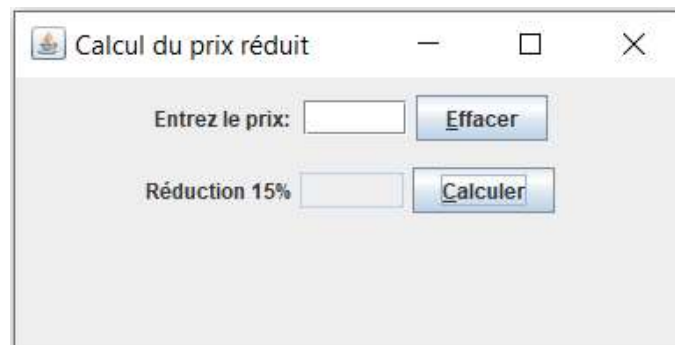 Calcul du prix réduit
Entrez le prix: Effacer
Réduction 15% Calculer